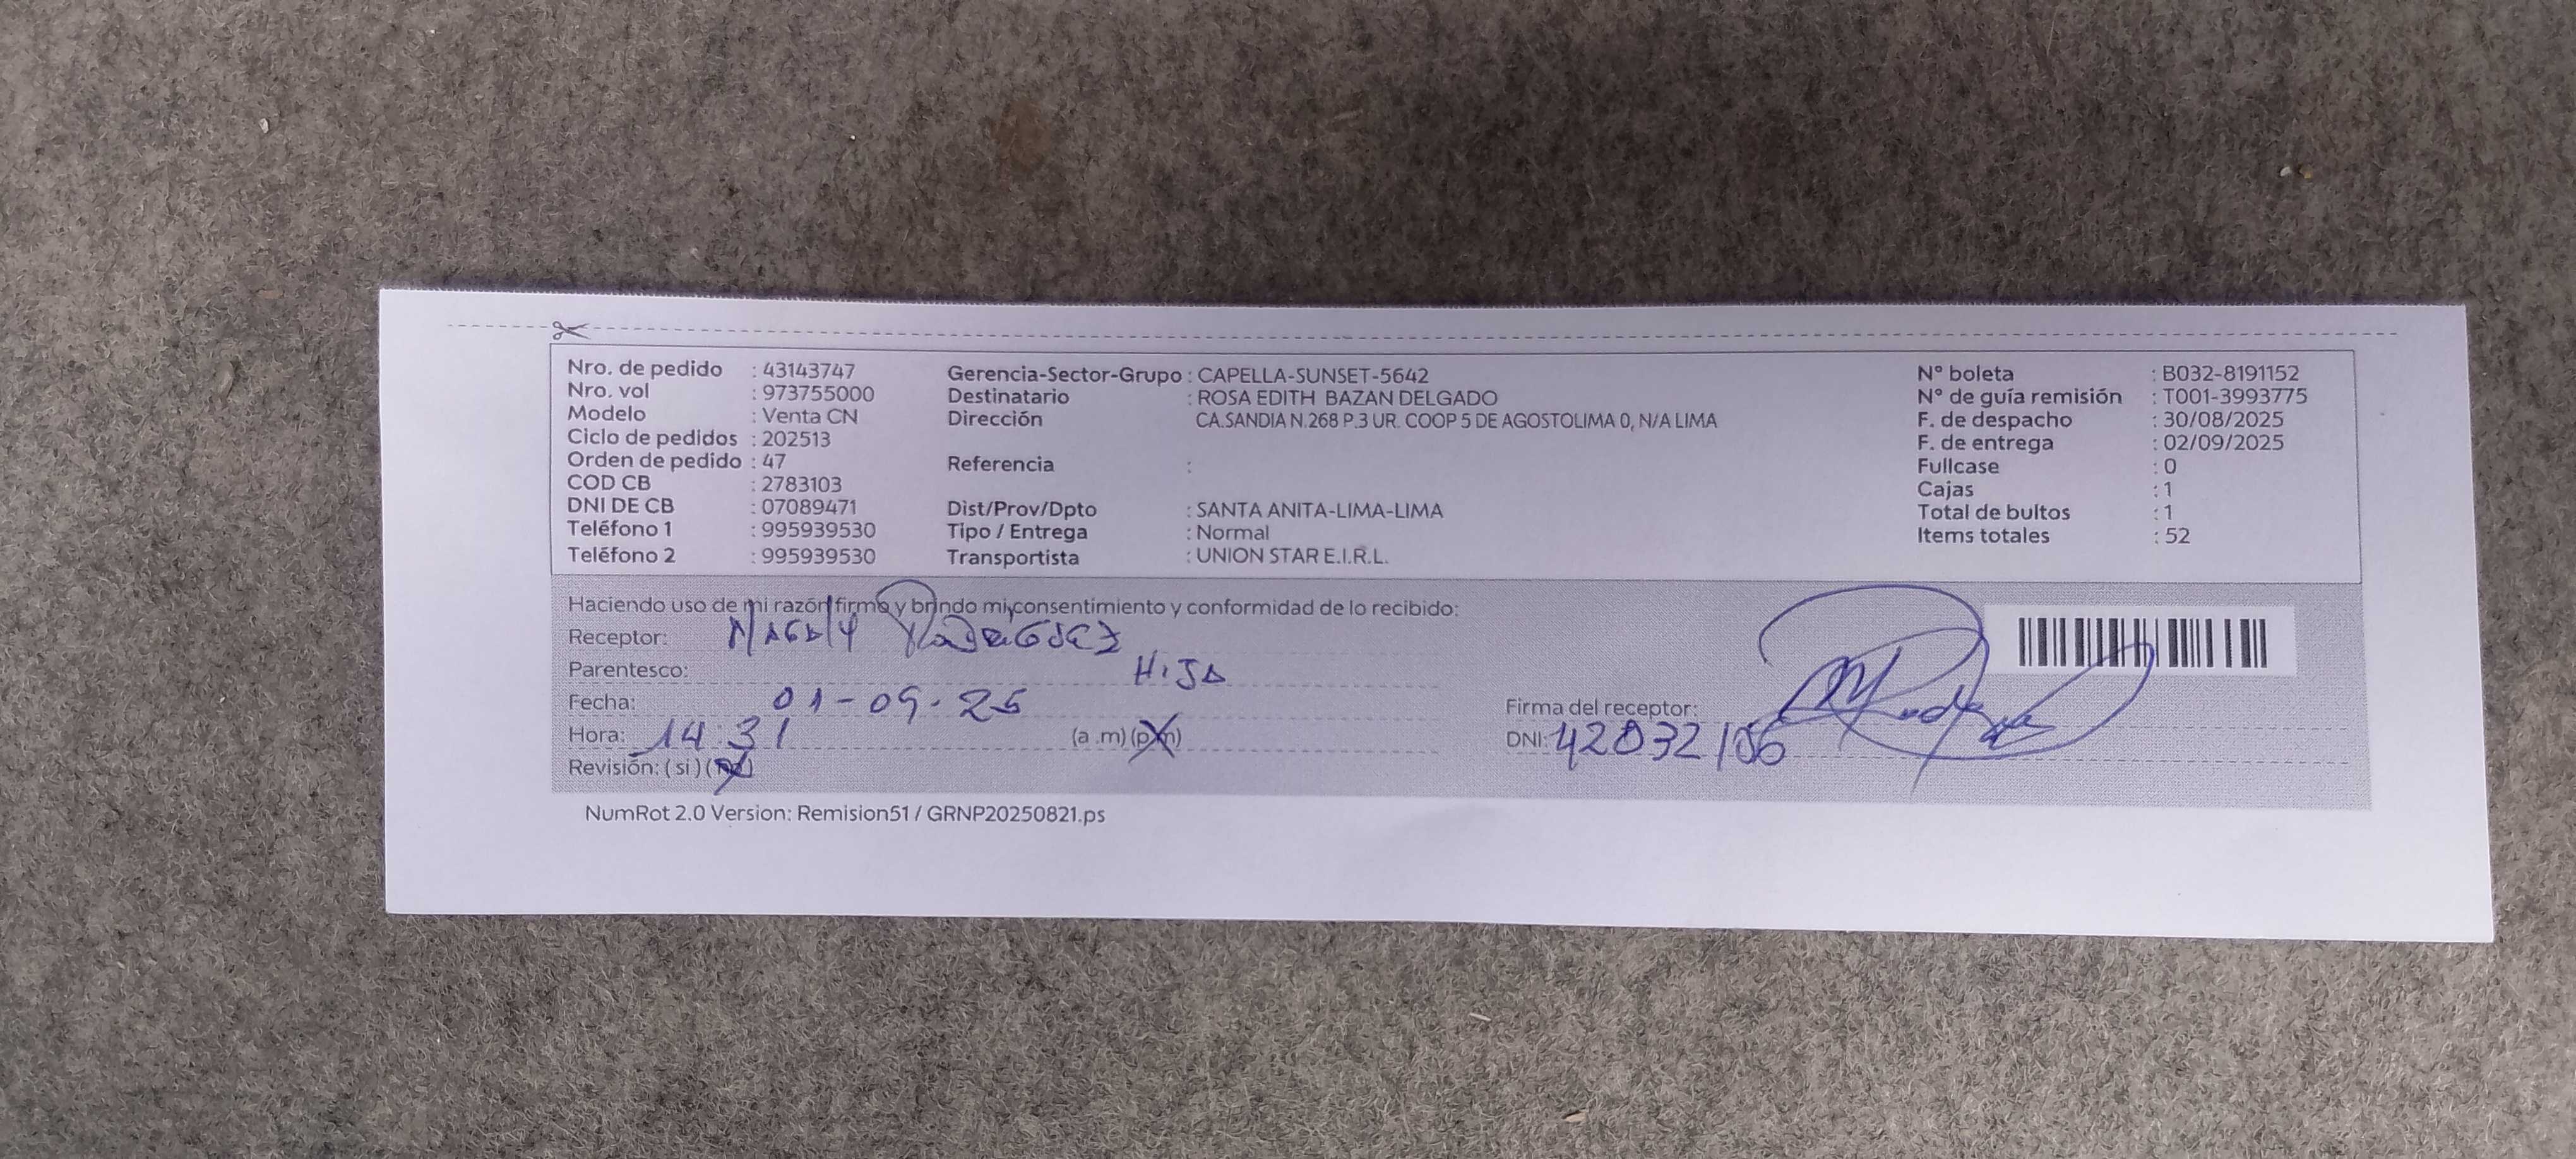 Nro. de pedido : 43143747 Gerencia-Sector-Grupo : CAPELLA-SUNSET-5642 N° boleta : B032-8191152
Nro. vol : 973755000 Destinatario : ROSA EDITH BAZAN DELGADO N° de guía remisión : T001-3993775
Modelo : Venta CN Dirección CA.SANDIA N.268 P.3 UR. COOP 5 DE AGOSTOLIMA 0, N/A LIMA F. de despacho : 30/08/2025
Ciclo de pedidos : 202513 F. de entrega : 02/09/2025
Orden de pedido : 47 Referencia : Fullcase : 0
COD CB : 2783103 Cajas : 1
DNI DE CB : 07089471 Dist/Prov/Dpto : SANTA ANITA-LIMA-LIMA Total de bultos : 1
Teléfono 1 : 995939530 Tipo / Entrega : Normal Items totales : 52
Teléfono 2 : 995939530 Transportista : UNION STAR E.I.R.L.
Haciendo uso de mi razón firmo y brindo mi consentimiento y conformidad de lo recibido:
Receptor: MAGALY RODRIGUEZ
Parentesco: HIJA
Fecha: 01-09-25
Firma del receptor:
Hora: 14:31 (a .m) (p.m)
DNI: 42832106
Revisión: ( si ) ( no )
NumRot 2.0 Version: Remision51 / GRNP20250821.ps